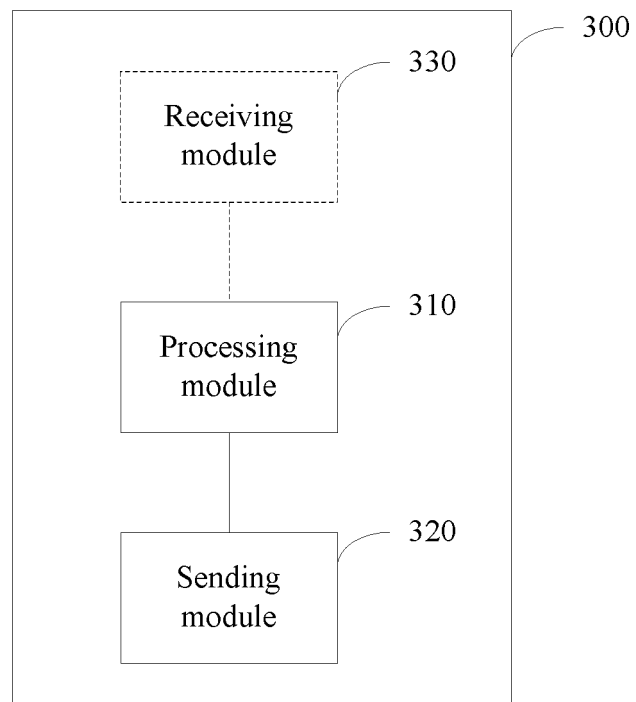 300
330
Receiving
module
310
Processing
module
320
Sending
module